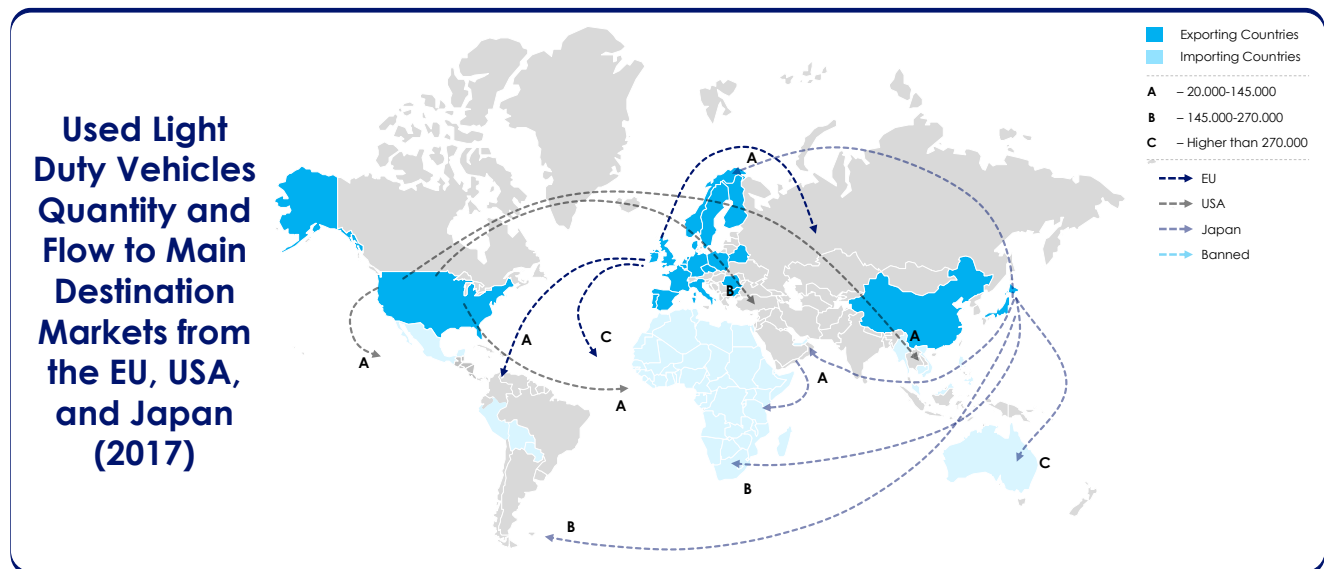 Used Light
Duty Vehicles
Quantity and
Flow to Main
Destination
Markets from
the EU, USA,
and Japan
(2017)
Exporting Countries
Importing Countries
A – 20.000-145.000
B – 145.000-270.000
C – Higher than 270.000
EU
USA
Japan
Banned
A
B
A
A
C
A
A
A
B
C
B